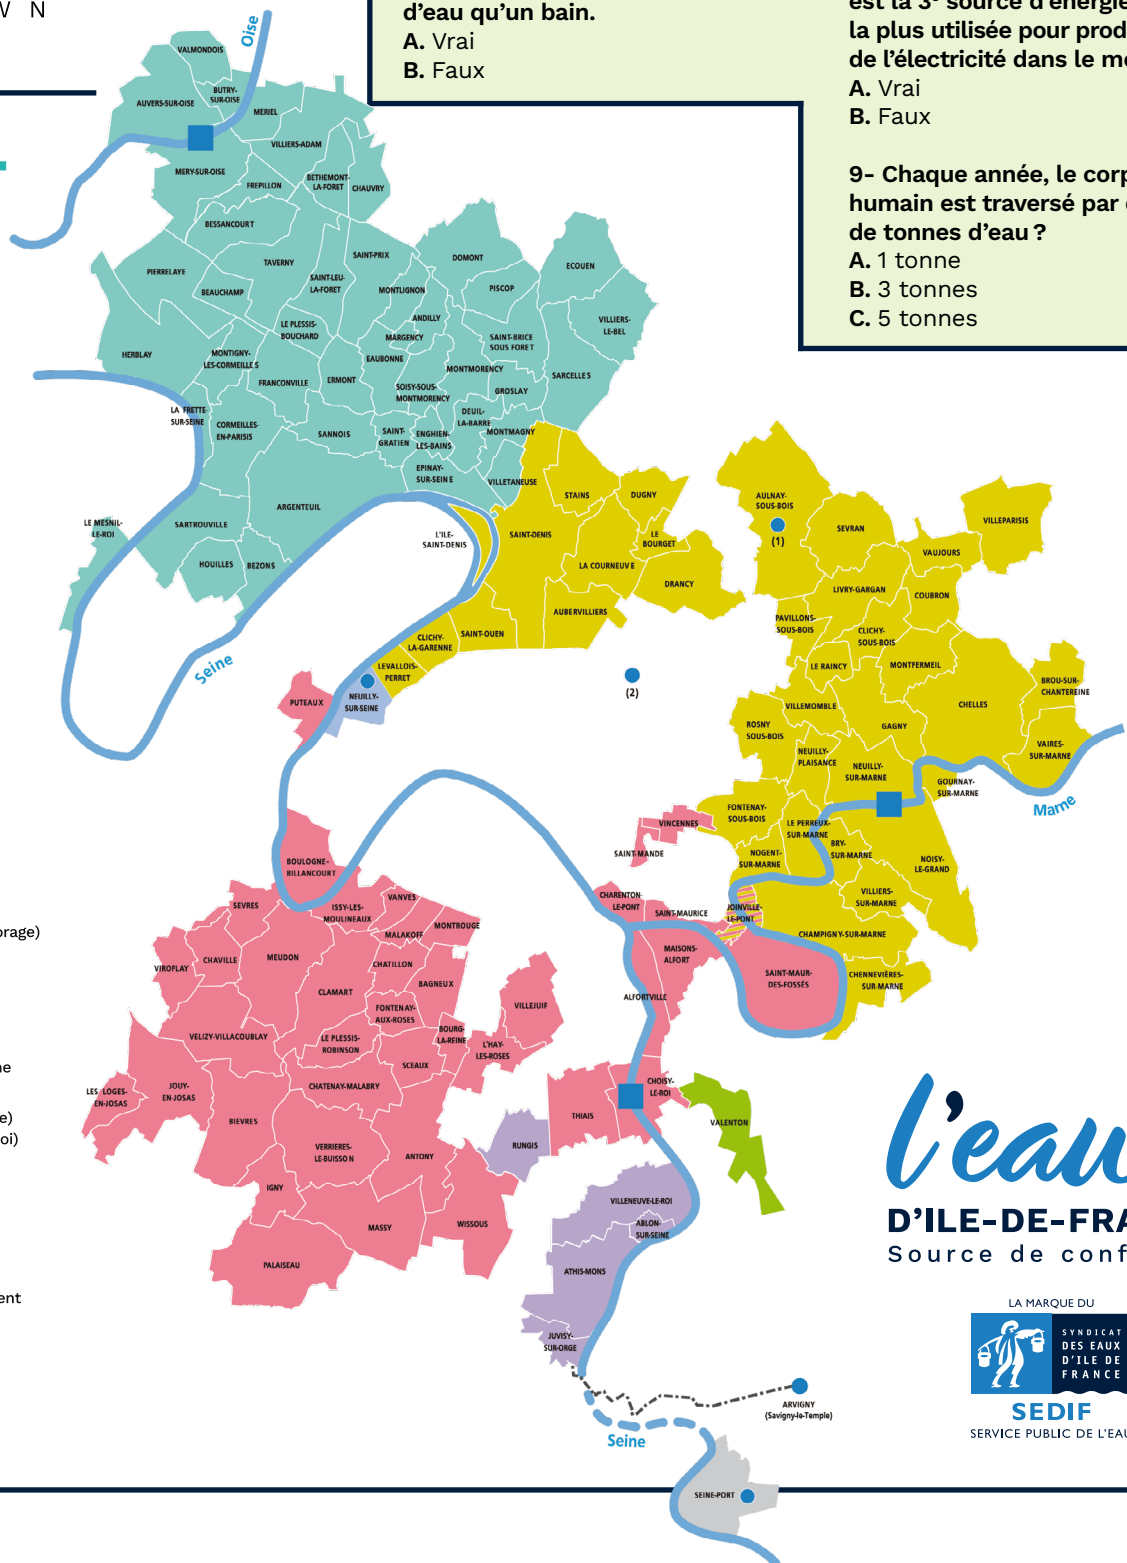 W N
d'eau qu'un bain.
A. Vrai
B. Faux
est la 3e source d'énergie
la plus utilisée pour prod
de l'électricité dans le mo
A. Vrai
B. Faux
9- Chaque année, le corp
humain est traversé par
de tonnes d'eau ?
A. 1 tonne
B. 3 tonnes
C. 5 tonnes
Oise
VALMONDOIS
BUTRY-
SUR-OISE
AUVERS-SUR-OISE
MERIEL
VILLIERS-ADAM
MERY-SUR-OISE
FREPILLON
BETHEMONT-
LA-FORET
CHAUVRY
BESSANCOURT
PIERRELAYE
TAVERNY
SAINT-PRIX
DOMONT
ECOUEN
BEAUCHAMP
SAINT-LEU-
LA-FORET
MONTLIGNON
PISCOP
ANDILLY
VILLIERS-
LE-BEL
LE PLESSIS-
BOUCHARD
MARGENCY
SAINT-BRICE
SOUS FORET
HERBLAY
MONTIGNY-
LES-CORMEILLES
EAUBONNE
MONTMORENCY
SARCELLES
FRANCONVILLE
ERMONT
SOISY-SOUS-
MONTMORENCY
GROSLAY
LA FRETTE-
SUR-SEINE
CORMEILLES-
EN-PARISIS
SANNOIS
SAINT-
GRATIEN
ENGHIEN-
LES-BAINS
DEUIL-
LA-BARRE
MONTMAGNY
EPINAY-
SUR-SEINE
VILLETANEUSE
ARGENTEUIL
LE MESNIL-
LE-ROI
SARTROUVILLE
HOUILLES
BEZONS
L'ILE-
SAINT-DENIS
SAINT-DENIS
STAINS
DUGNY
LE
BOURGET
LA COURNEUVE
DRANCY
AUBERVILLIERS
SAINT-OUEN
CLICHY-
LA-GARENNE
LEVALLOIS-
PERRET
NEUILLY-
SUR-SEINE
PUTEAUX
Seine
(2)
AULNAY-
SOUS-BOIS
(1)
SEVRAN
VILLEPARISIS
VAUJOURS
LIVRY-GARGAN
COUBRON
PAVILLONS-
SOUS-BOIS
CLICHY-
SOUS-BOIS
LE RAINCY
MONTFERMEIL
BROU-SUR-
CHANTEREINE
VILLEMOMBLE
CHELLES
ROSNY
SOUS-BOIS
GAGNY
VAIRES-
SUR-MARNE
NEUILLY-
PLAISANCE
NEUILLY-
SUR-MARNE
GOURNAY-
SUR-MARNE
Marne
FONTENAY-
SOUS-BOIS
LE PERREUX-
SUR-MARNE
VINCENNES
SAINT-MANDE
NOGENT-
SUR-MARNE
BRY-
SUR-MARNE
NOISY-
LE-GRAND
VILLIERS-
SUR-MARNE
JOINVILLE-
LE-PONT
CHAMPIGNY-SUR-MARNE
CHENNEVIÈRES-
SUR-MARNE
CHARENTON-
LE-PONT
SAINT-MAURICE
MAISONS-
ALFORT
SAINT-MAUR-
DES-FOSSÉS
ALFORTVILLE
BOULOGNE-
BILLANCOURT
SEVRES
ISSY-LES-
MOULINEAUX
VANVES
MALAKOFF
MONTROUGE
orage)
VIROFLAY
CHAVILLE
MEUDON
CHATILLON
CLAMART
BAGNEUX
FONTENAY-
AUX-ROSES
VILLEJUIF
VELIZY-VILLACOUBLAY
LE PLESSIS-
ROBINSON
BOURG-
LA-REINE
L'HAY-
LES-ROSES
SCEAUX
ne
LES LOGES-
EN-JOSAS
JOUY-
EN-JOSAS
CHATENAY-MALABRY
CHOISY-
LE-ROI
THIAIS
e)
oi)
BIEVRES
VERRIERES-
LE-BUISSON
ANTONY
RUNGIS
VALENTON
IGNY
MASSY
WISSOUS
PALAISEAU
ent
VILLENEUVE-LE-ROI
ABLON-
SUR-SEINE
ATHIS-MONS
JUVISY-
SUR-ORGE
ARVIGNY
(Savigny-le-Temple)
Seine
SEINE-PORT
l'eau
D'ILE-DE-FRA
Source de conf
LA MARQUE DU
SYNDICAT
DES EAUX
D'ILE DE
FRANCE
SEDIF
SERVICE PUBLIC DE L'EAU